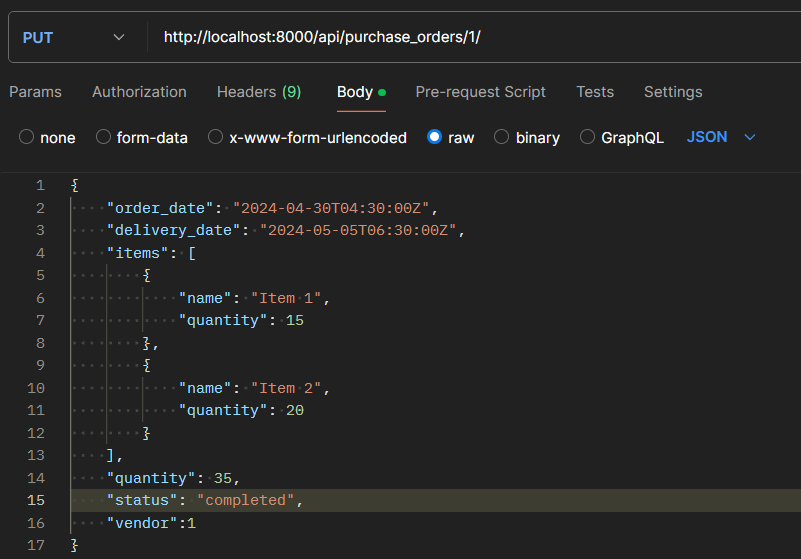 PUT http://localhost:8000/api/purchase_orders/1/
Params Authorization Headers (9) Body Pre-request Script Tests Settings
none form-data x-www-form-urlencoded raw binary GraphQL JSON
1 {
2 "order_date": "2024-04-30T04:30:00Z",
3 "delivery_date": "2024-05-05T06:30:00Z",
4 "items": [
5 {
6 "name": "Item 1",
7 "quantity": 15
8 },
9 {
10 "name": "Item 2",
11 "quantity": 20
12 }
13 ],
14 "quantity": 35,
15 "status": "completed",
16 "vendor":1
17 }